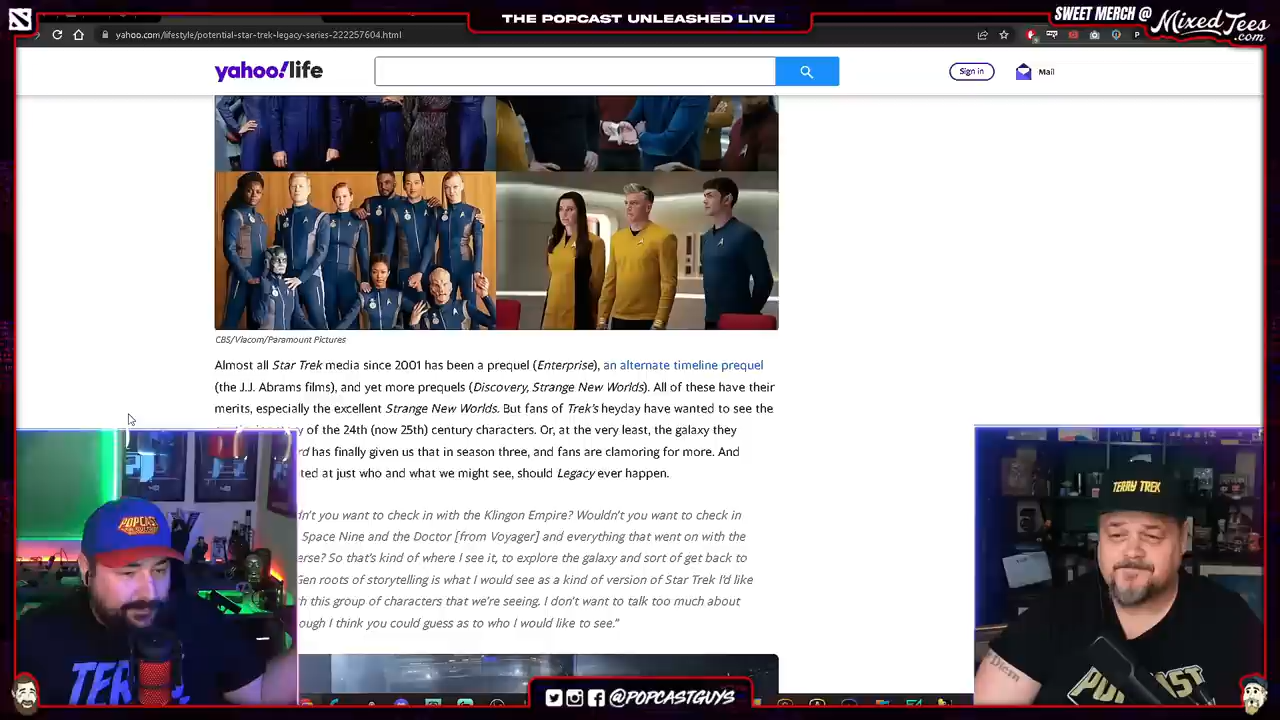 THE POPCAST UNLEASHED LIVE
SWEET MERCH @
MixedTees
.com
yahoo.com/lifestyle/potential-star-trek-legacy-series-222257604.html
yahoo!life
Sign in
Mail
CBS/Viacom/Paramount Pictures
Almost all Star Trek media since 2001 has been a prequel (Enterprise), an alternate timeline prequel
(the J.J. Abrams films), and yet more prequels (Discovery, Strange New Worlds). All of these have their
merits, especially the excellent Strange New Worlds. But fans of Trek's heyday have wanted to see the
of the 24th (now 25th) century characters. Or, at the very least, the galaxy they
has finally given us that in season three, and fans are clamoring for more. And
ted at just who and what we might see, should Legacy ever happen.
n't you want to check in with the Klingon Empire? Wouldn't you want to check in
Space Nine and the Doctor [from Voyager] and everything that went on with the
erse? So that's kind of where I see it, to explore the galaxy and sort of get back to
Gen roots of storytelling is what I would see as a kind of version of Star Trek I'd like
h this group of characters that we're seeing. I don't want to talk too much about
ough I think you could guess as to who I would like to see."
POPCAST
TERRY TREK
@POPCASTGUYS